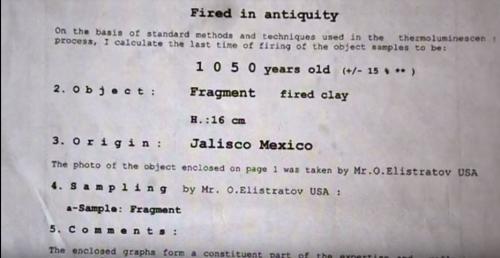 Fired in antiquity
On the basis of standard methods and techniques used in the thermoluminescen
process, I calculate the last time of firing of the object samples to be:
1 0 5 0 years old (+/- 15 % ** )
2. O b j e c t : Fragment fired clay
H.:16 cm
3. O r i g i n : Jalisco Mexico
The photo of the object enclosed on page 1 was taken by Mr.O.Elistratov USA
4. S a m p l i n g by Mr. O.Elistratov USA :
a-Sample: Fragment
5. C o m m e n t s :
The enclosed graphs form a constituent part of the expertise and